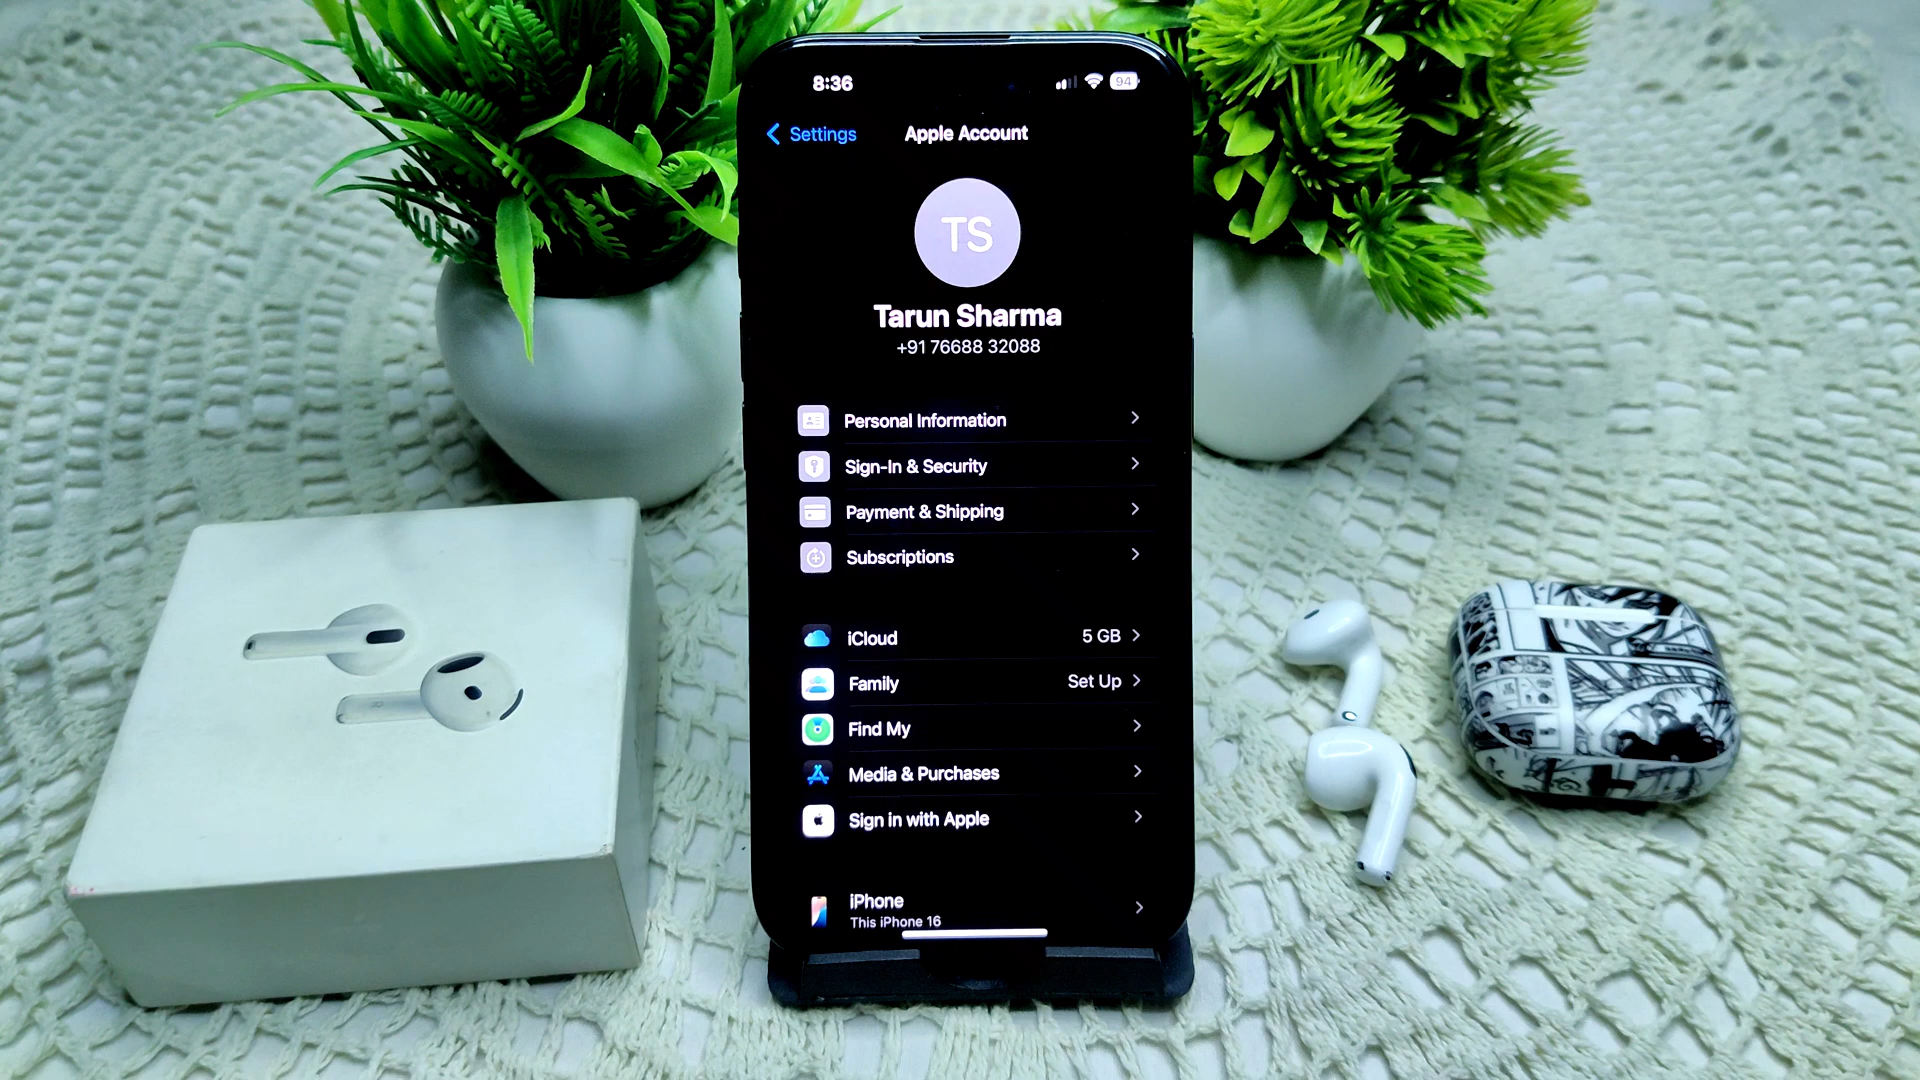 8:36
94
Settings
Apple Account
TS
Tarun Sharma
+91 76688 32088
Personal Information
Sign-In & Security
Payment & Shipping
Subscriptions
iCloud 5 GB
Family Set Up
Find My
Media & Purchases
Sign in with Apple
iPhone
This iPhone 16